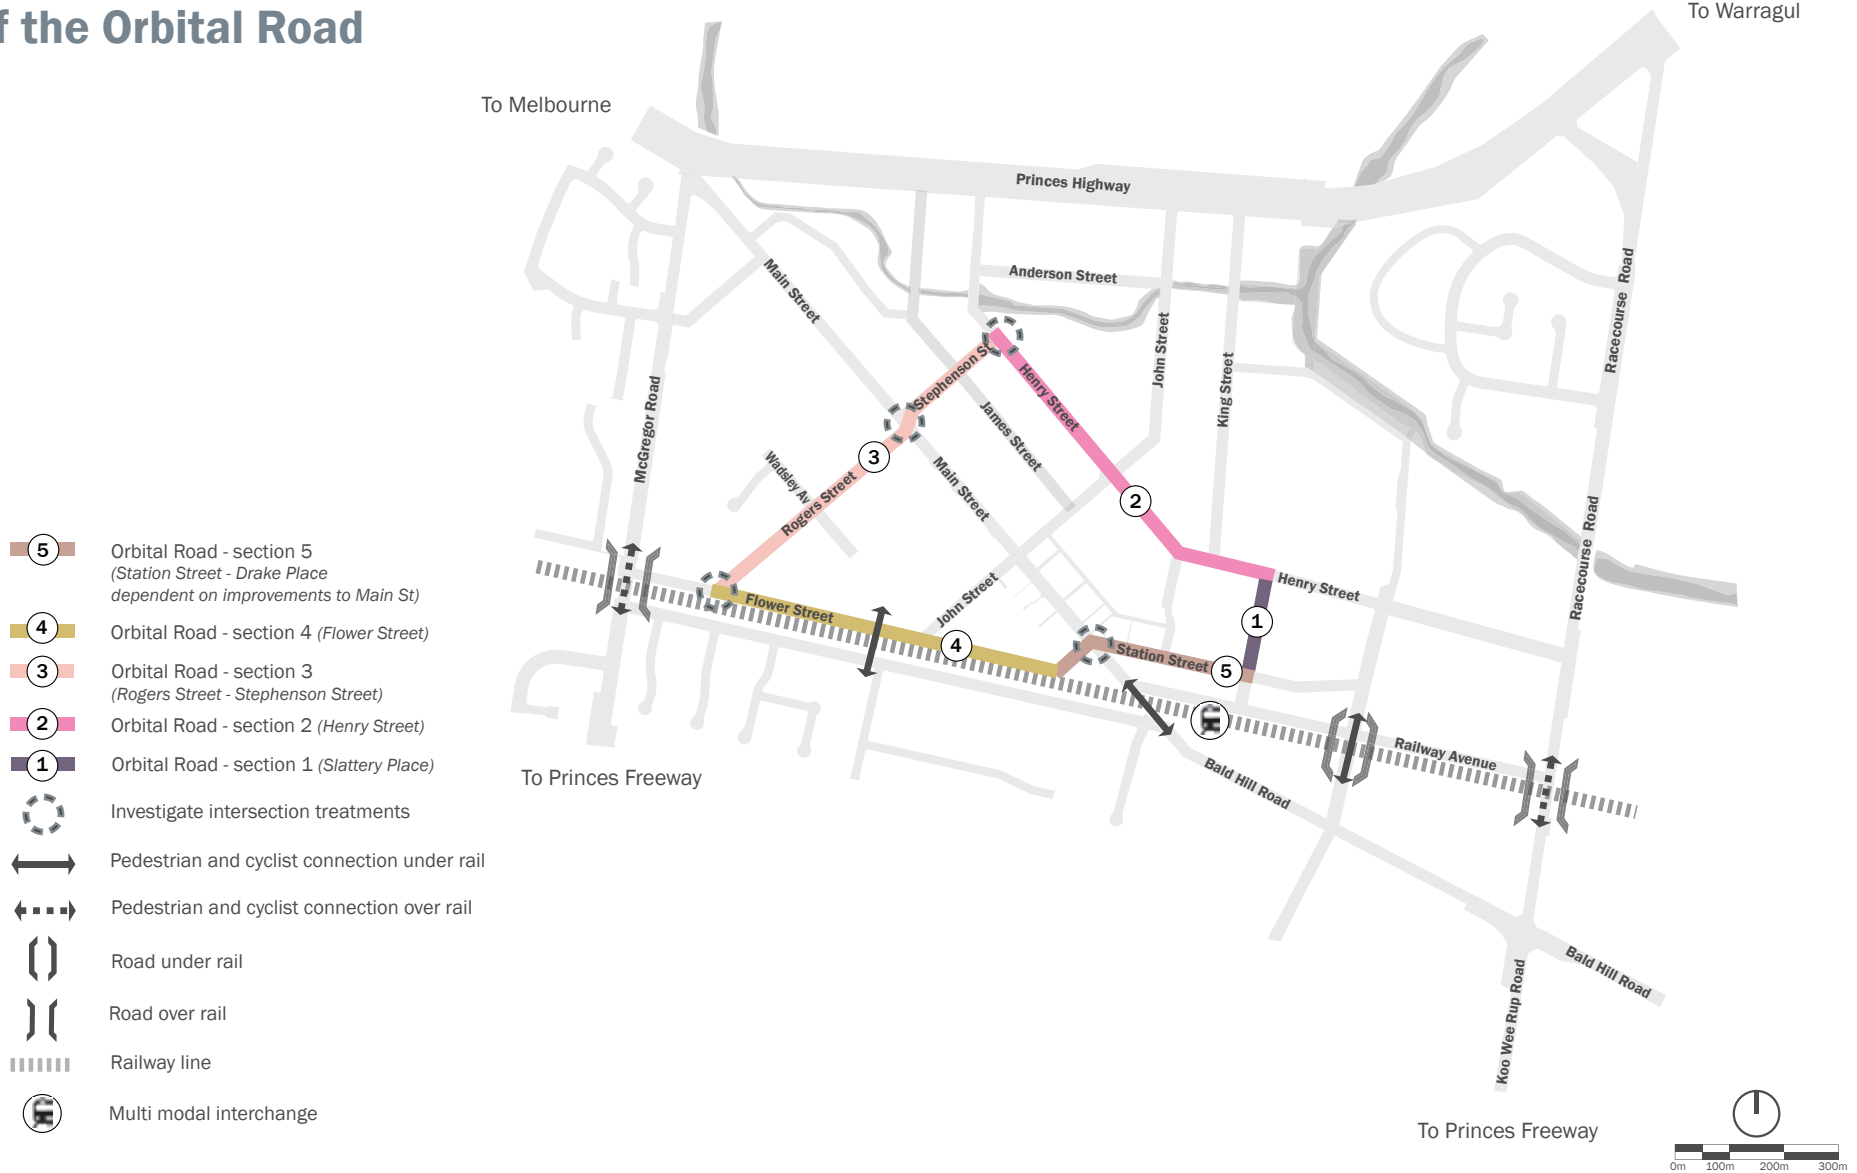 f the Orbital Road
To Warragul
To Melbourne
Princes Highway
Anderson Street
Main Street
Racecourse Road
John Street
Stephenson St
Henry Street
King Street
McGregor Road
James Street
Wadsley Av
Main Street
Rogers Street
3
2
Racecourse Road
Henry Street
Flower Street
John Street
1
4
Station Street
5
Railway Avenue
Bald Hill Road
To Princes Freeway
Bald Hill Road
Koo Wee Rup Road
To Princes Freeway
5
Orbital Road - section 5
(Station Street - Drake Place
dependent on improvements to Main St)
4
Orbital Road - section 4 (Flower Street)
3
Orbital Road - section 3
(Rogers Street - Stephenson Street)
2
Orbital Road - section 2 (Henry Street)
1
Orbital Road - section 1 (Slattery Place)
Investigate intersection treatments
Pedestrian and cyclist connection under rail
Pedestrian and cyclist connection over rail
Road under rail
Road over rail
Railway line
Multi modal interchange
0m 100m 200m 300m